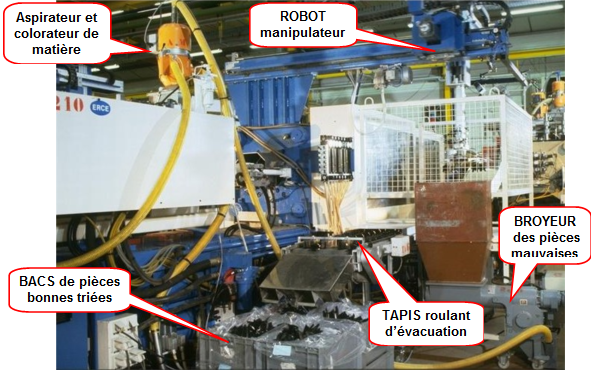 Aspirateur et
colorateur de
matière
ROBOT
manipulateur
210
ERCE
BROYEUR
des pièces
mauvaises
BACS de pièces
bonnes triées
TAPIS roulant
d'évacuation